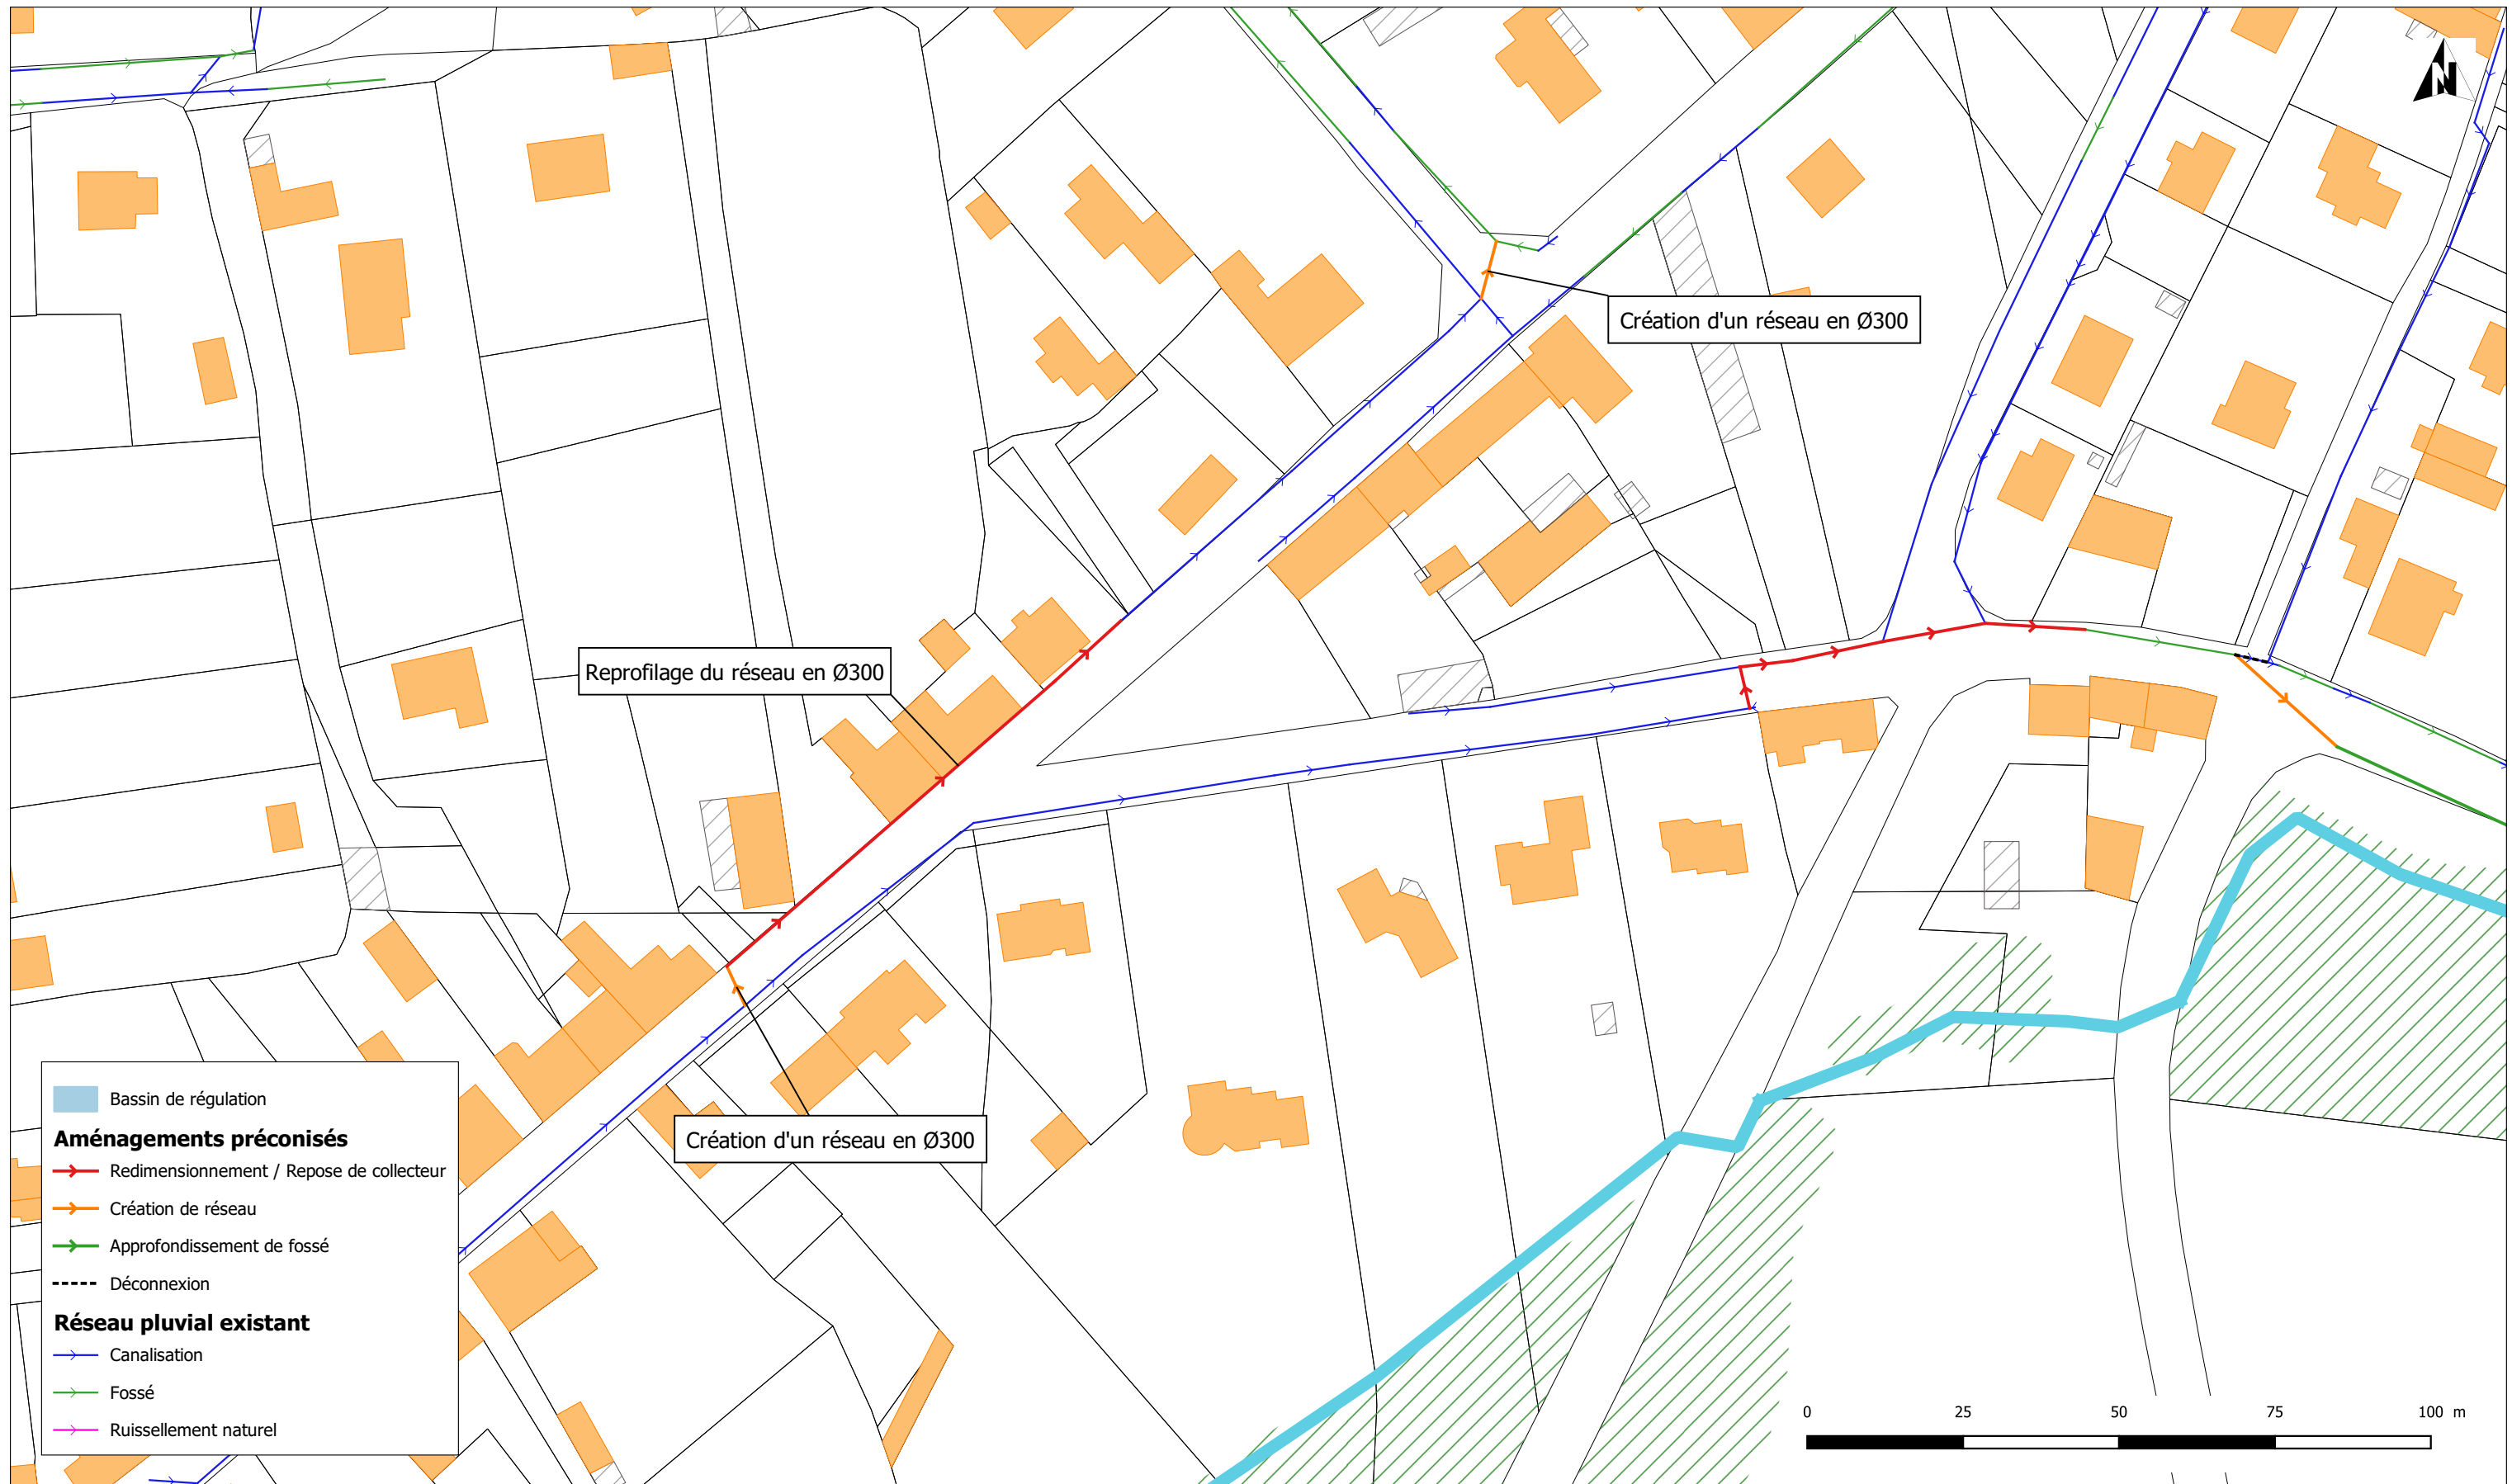 N
Création d'un réseau en Ø300
Reprofilage du réseau en Ø300
Création d'un réseau en Ø300
Bassin de régulation
Aménagements préconisés
Redimensionnement / Repose de collecteur
Création de réseau
Approfondissement de fossé
Déconnexion
Réseau pluvial existant
Canalisation
Fossé
Ruissellement naturel
0 25 50 75 100 m